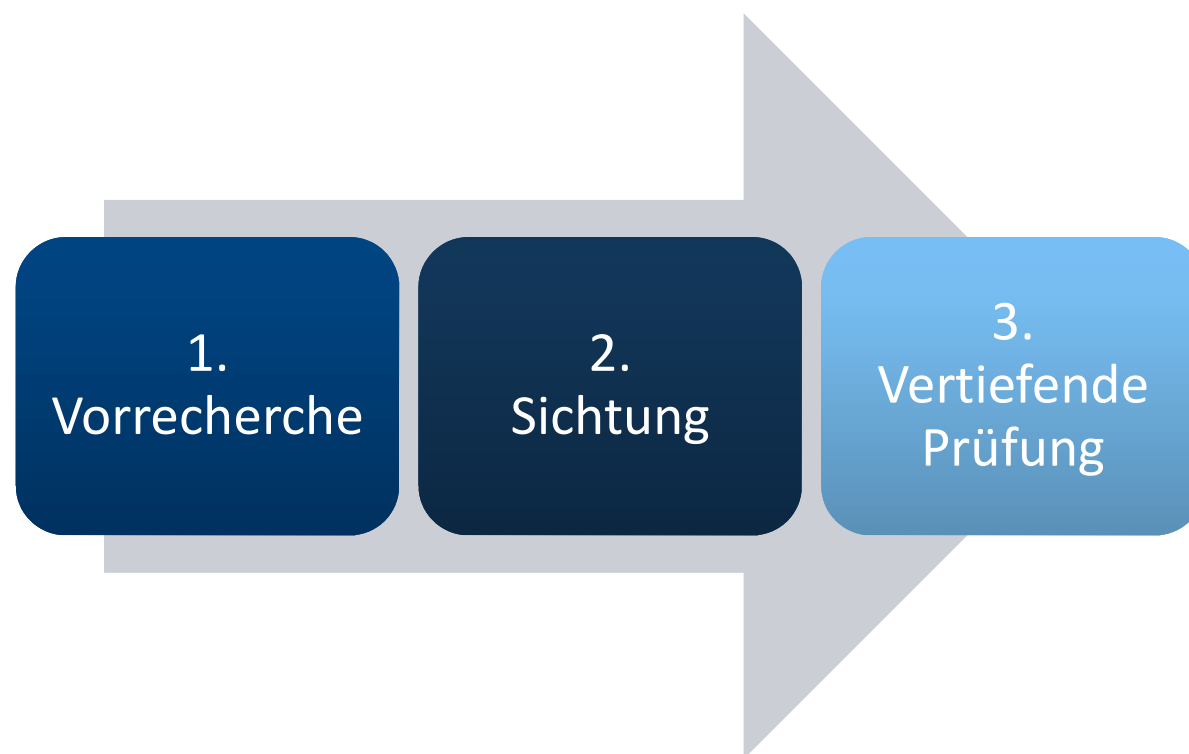 1.
Vorrecherche
2.
Sichtung
3.
Vertiefende
Prüfung